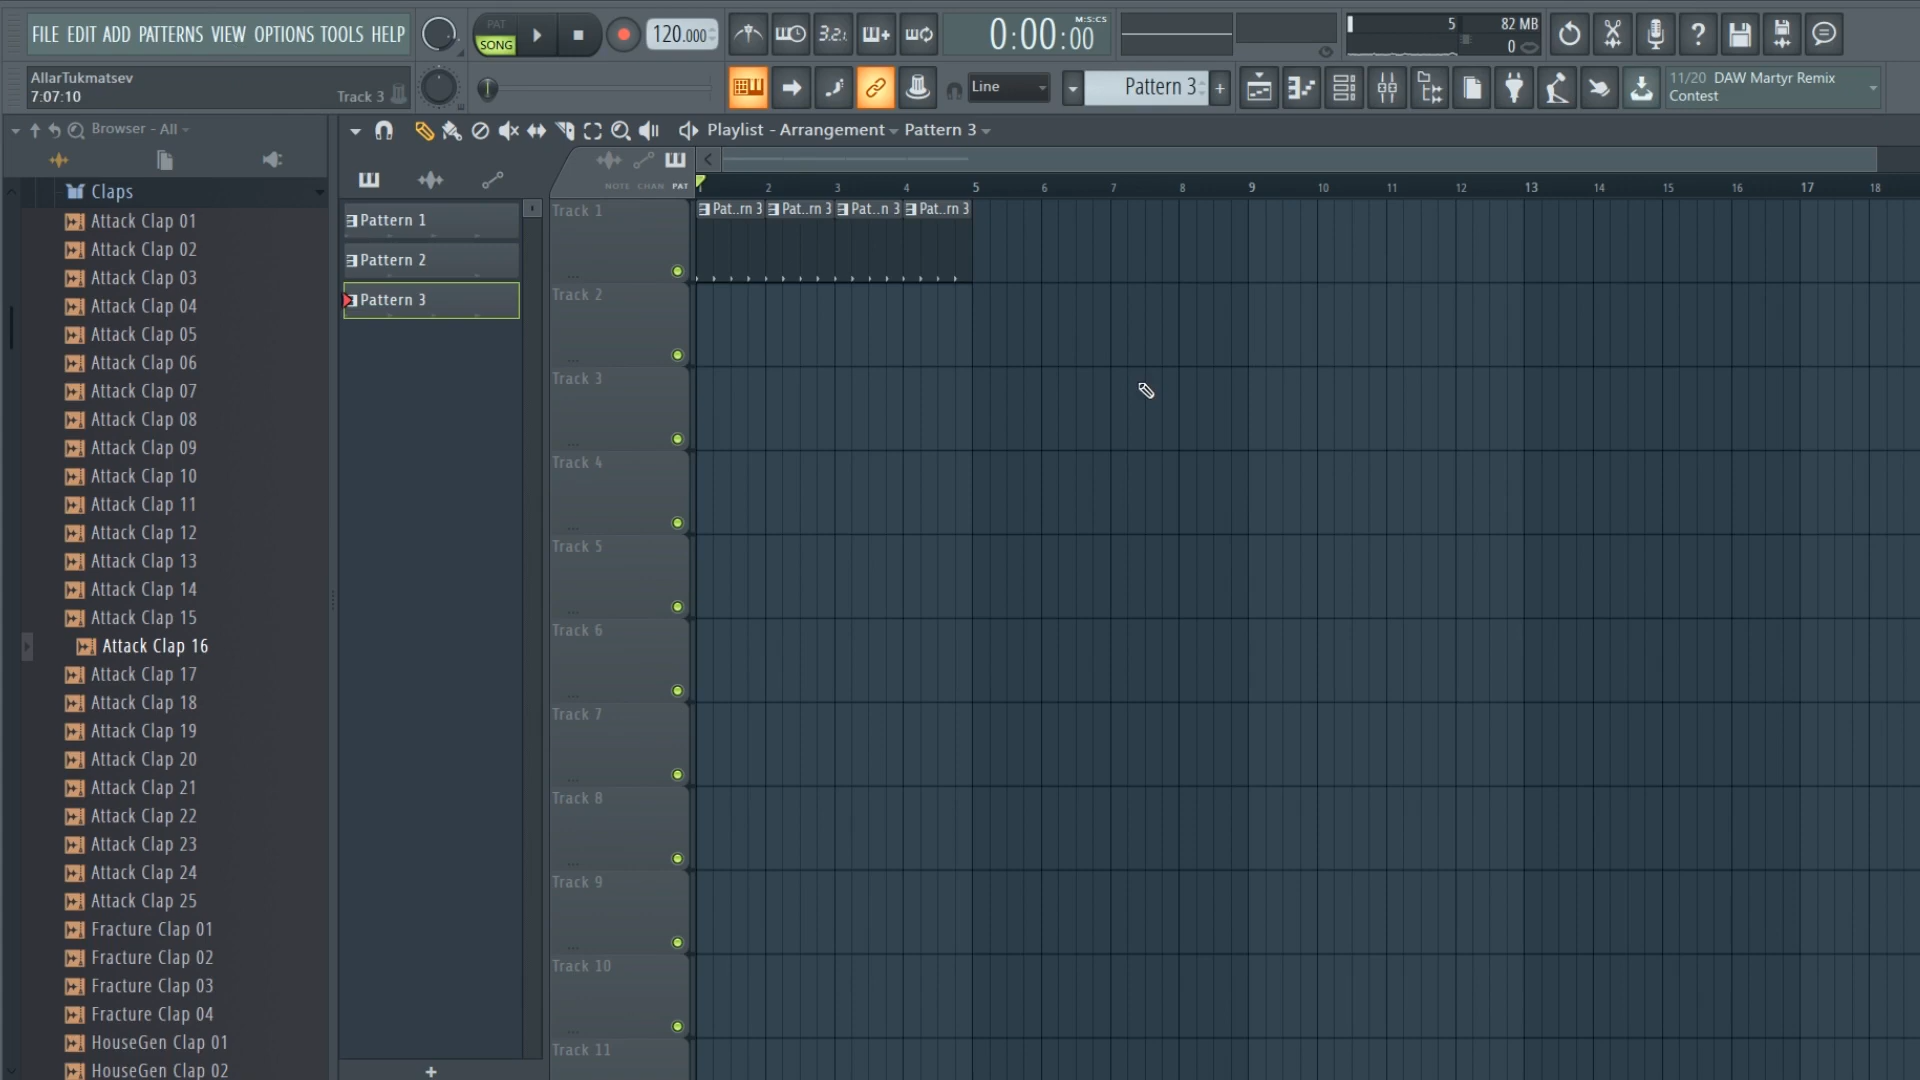 FILE EDIT ADD PATTERNS VIEW OPTIONS TOOLS HELP
PAT
SONG
120.000
3.2.
0:00:00
M:S:CS
5
82 MB
0
AllarTukmatsev
7:07:10
Track 3
Line
Pattern 3
11/20 DAW Martyr Remix
Contest
Browser - All
Playlist - Arrangement
Pattern 3
NOTE CHAN PAT
1 2 3 4 5 6 7 8 9 10 11 12 13 14 15 16 17 18
Claps
Attack Clap 01
Attack Clap 02
Attack Clap 03
Attack Clap 04
Attack Clap 05
Attack Clap 06
Attack Clap 07
Attack Clap 08
Attack Clap 09
Attack Clap 10
Attack Clap 11
Attack Clap 12
Attack Clap 13
Attack Clap 14
Attack Clap 15
Attack Clap 16
Attack Clap 17
Attack Clap 18
Attack Clap 19
Attack Clap 20
Attack Clap 21
Attack Clap 22
Attack Clap 23
Attack Clap 24
Attack Clap 25
Fracture Clap 01
Fracture Clap 02
Fracture Clap 03
Fracture Clap 04
HouseGen Clap 01
HouseGen Clap 02
Pattern 1
Pattern 2
Pattern 3
Track 1
Pat..rn 3 Pat..rn 3 Pat..n 3 Pat..rn 3
Track 2
Track 3
Track 4
Track 5
Track 6
Track 7
Track 8
Track 9
Track 10
Track 11